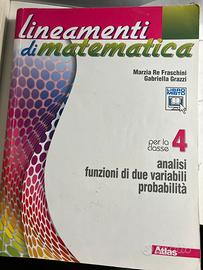 lineamenti
di matematica
Marzia Re Fraschini
Gabriella Grazzi
LIBRO
MISTO
per la
classe 4
analisi
funzioni di due variabili
probabilità
Atlas